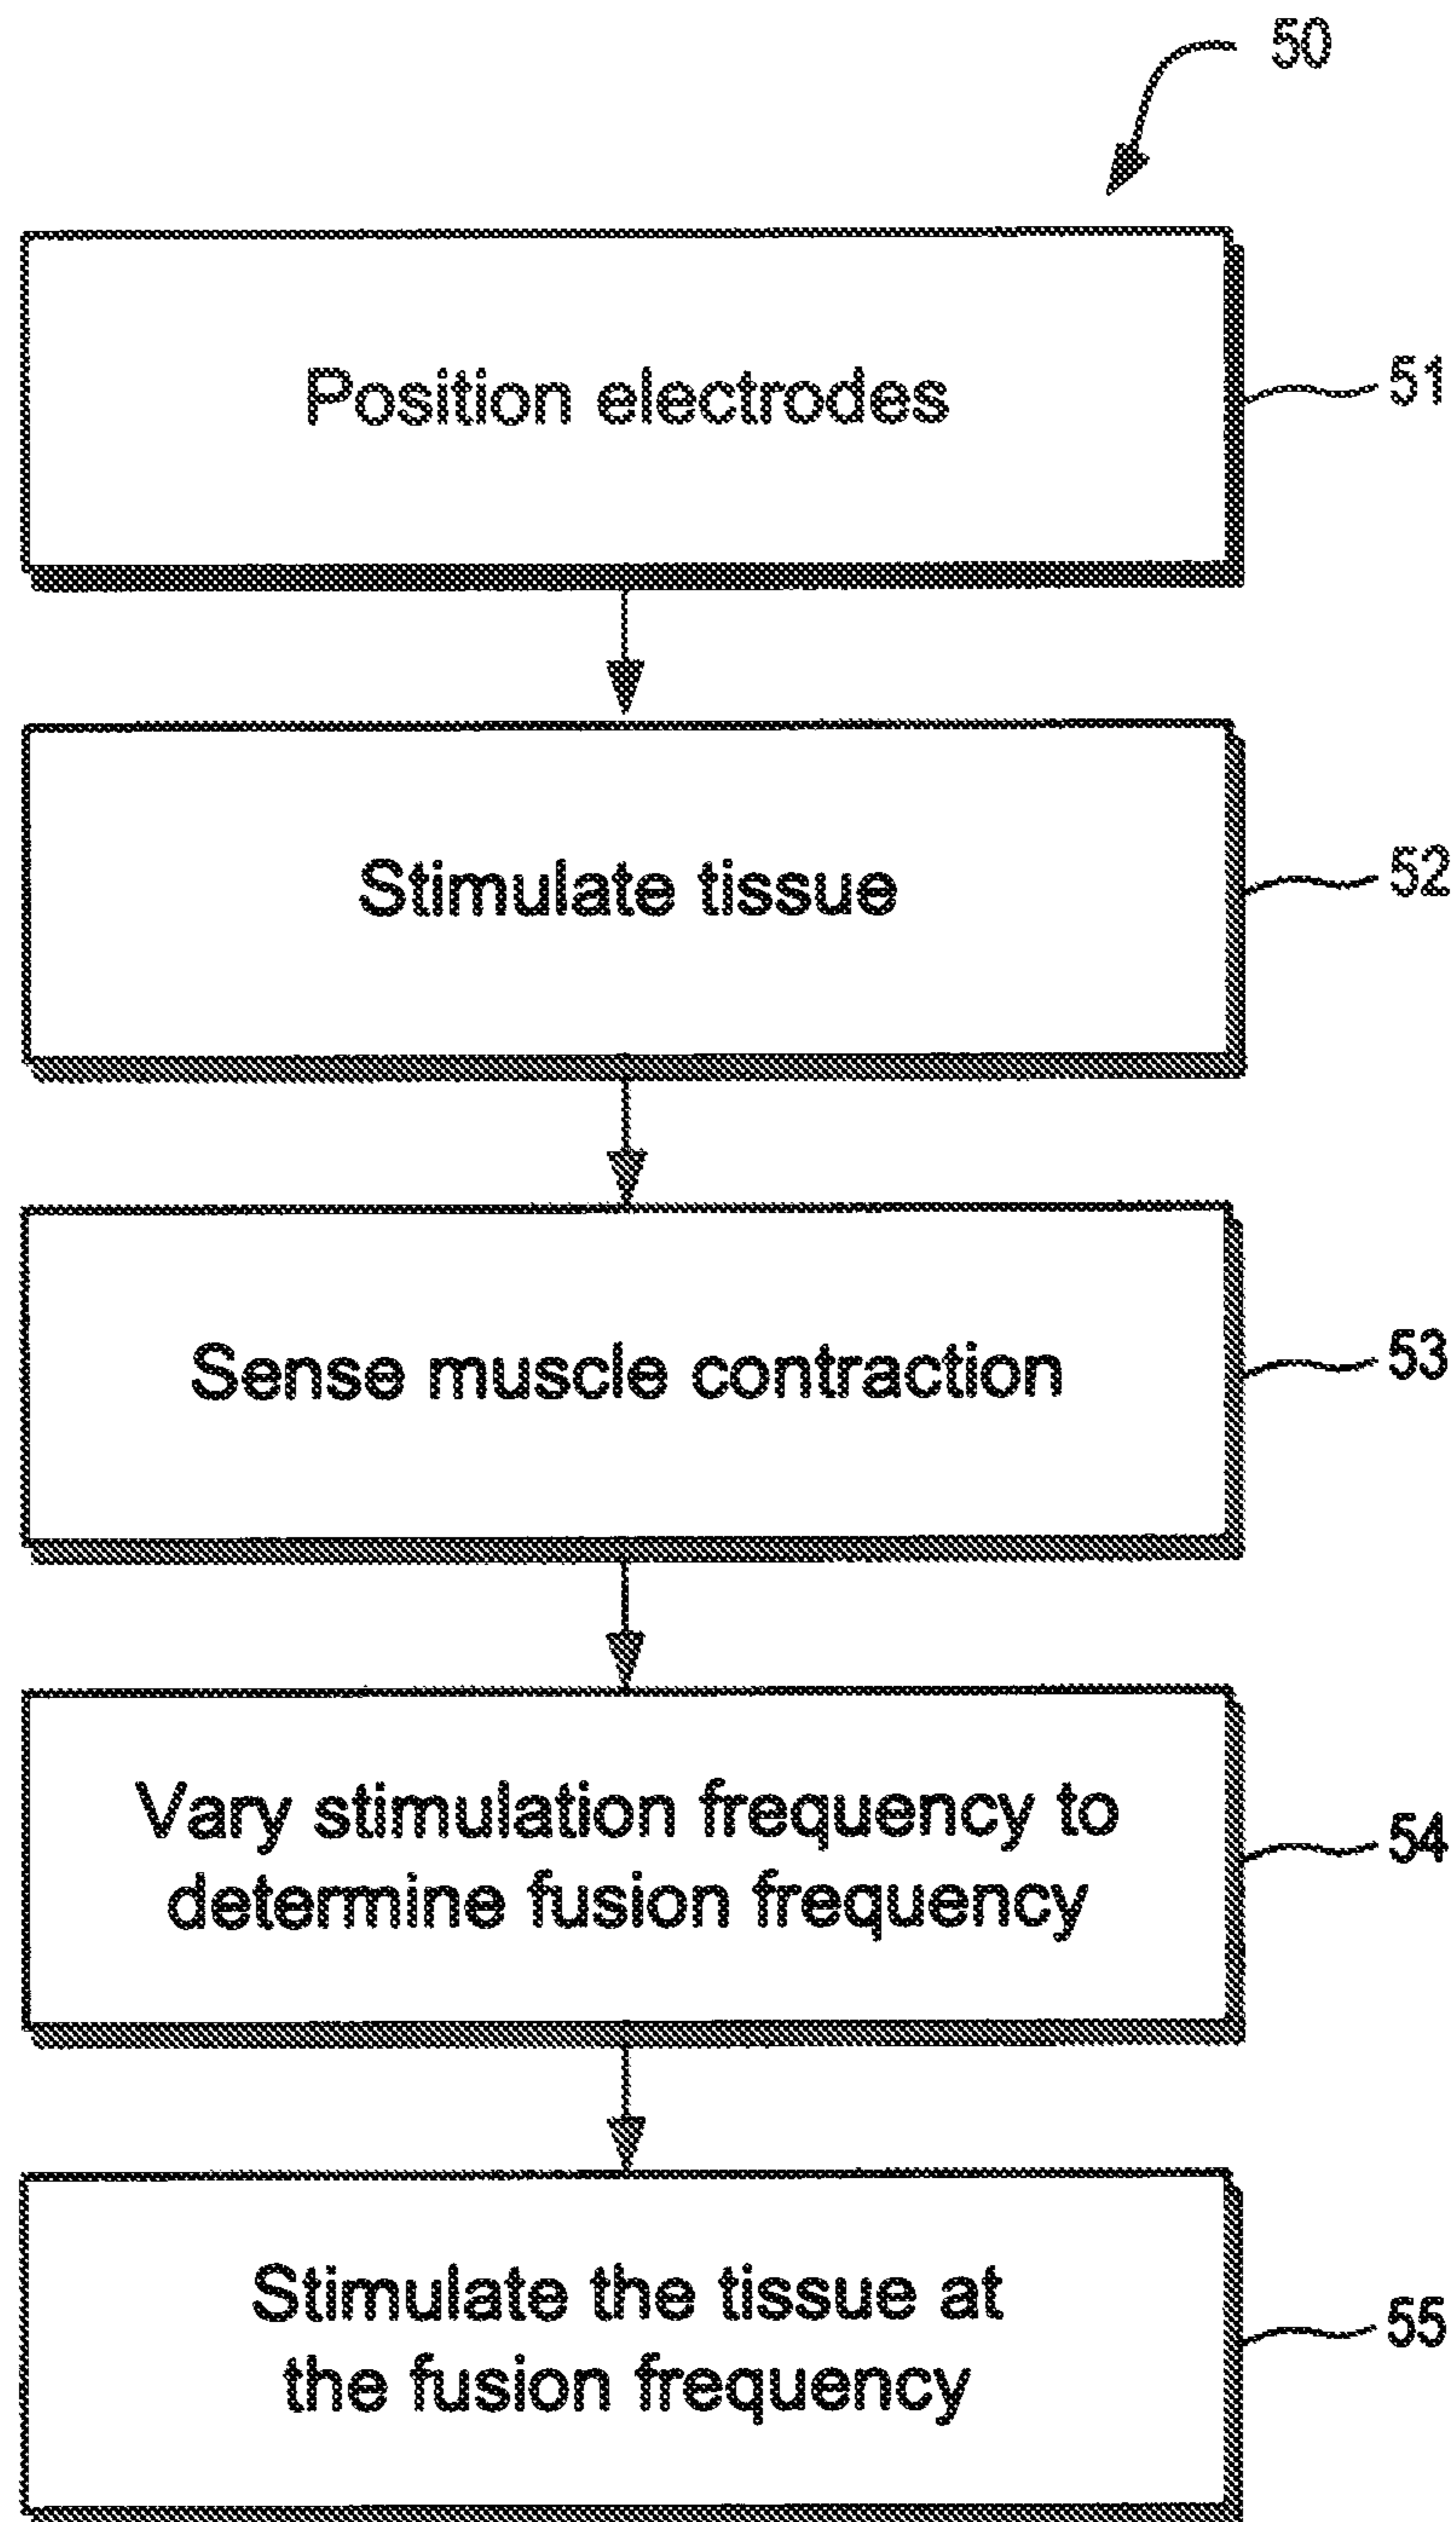 50
Position electrodes
51
Stimulate tissue
52
Sense muscle contraction
53
Vary stimulation frequency to
determine fusion frequency
54
Stimulate the tissue at
the fusion frequency
55